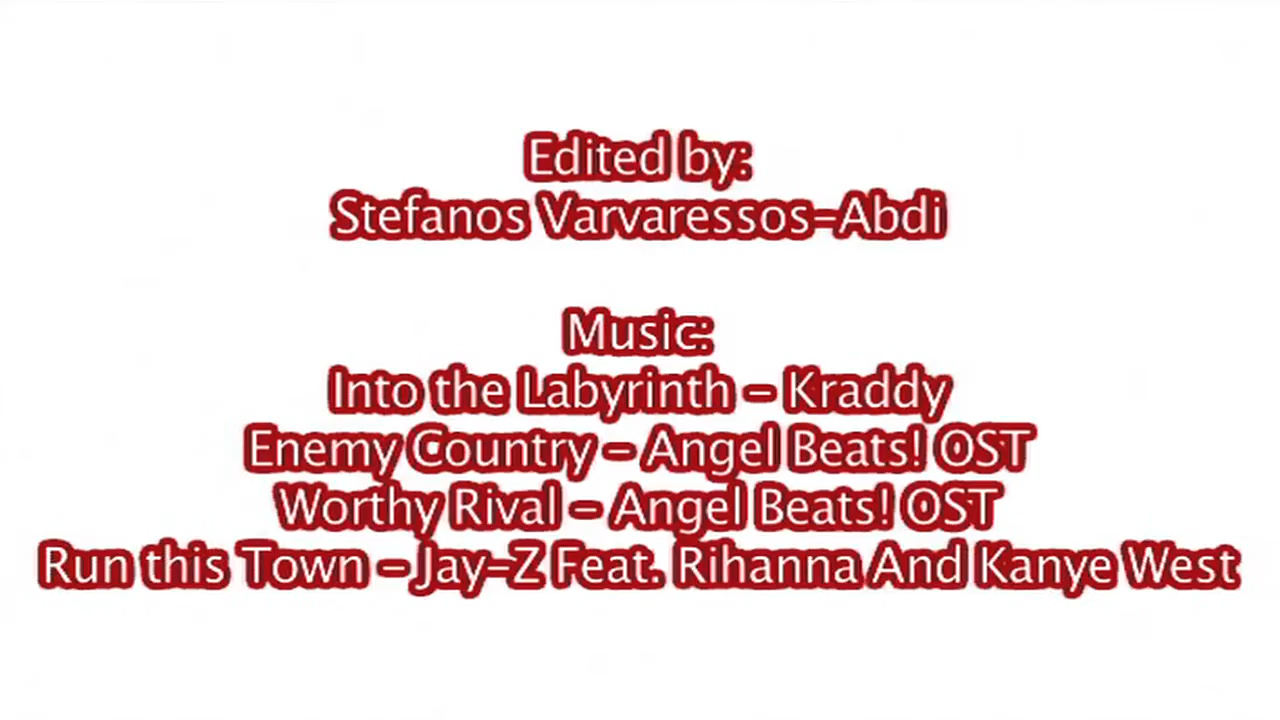 Edited by:
Stefanos Varvaressos-Abdi
Music:
Into the Labyrinth - Kraddy
Enemy Country - Angel Beats! OST
Worthy Rival - Angel Beats! OST
Run this Town - Jay-Z Feat. Rihanna And Kanye West